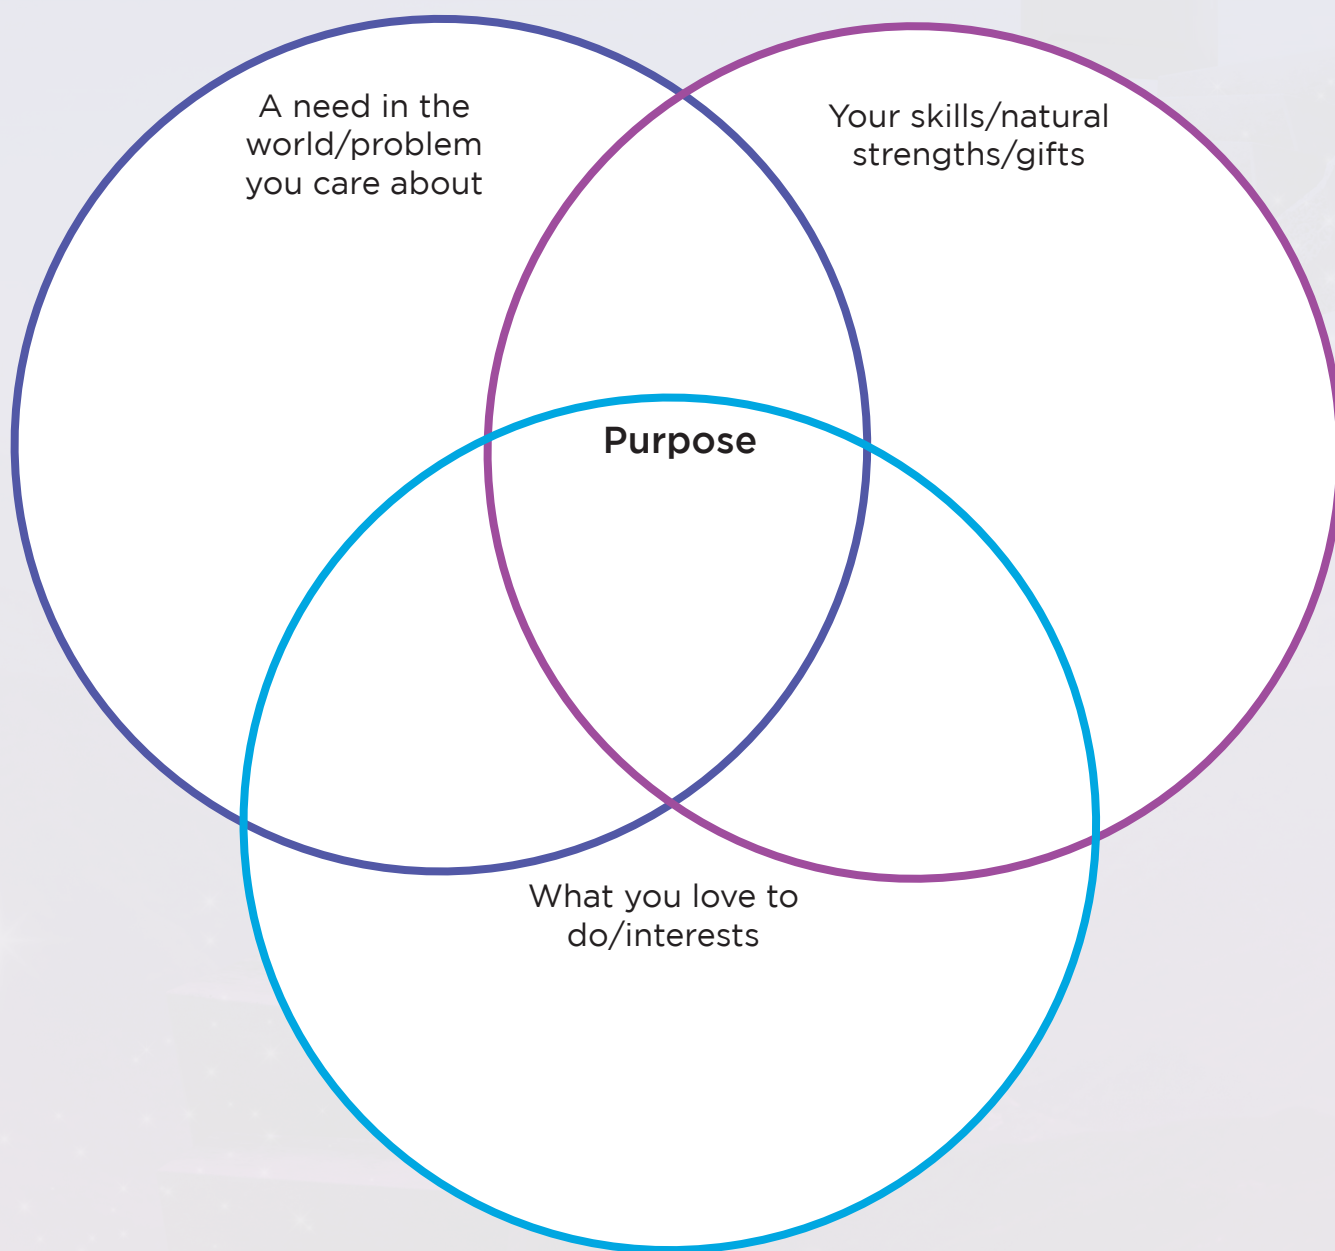 A need in the
world/problem
you care about
Your skills/natural
strengths/gifts
Purpose
What you love to
do/interests